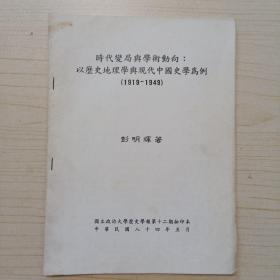 時代變局與學術動向：
以歷史地理學與現代中國史學為例
(1919-1949)
彭明輝著
國立政治大學歷史學報第十二期抽印本
中華民國八十四年五月